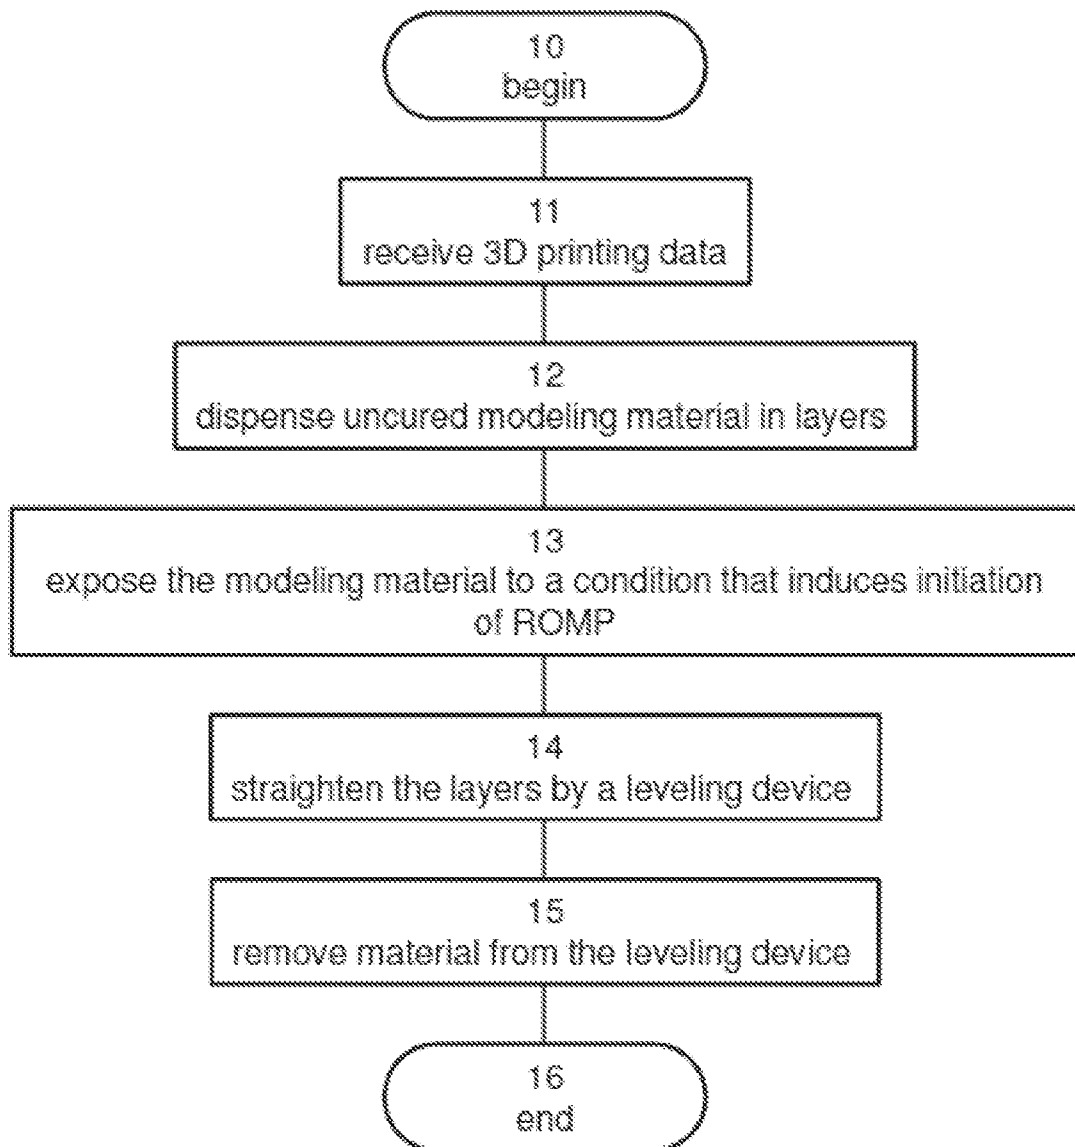 10
begin
11
receive 3D printing data
12
dispense uncured modeling material in layers
13
expose the modeling material to a condition that induces initiation
of ROMP
14
straighten the layers by a leveling device
15
remove material from the leveling device
16
end